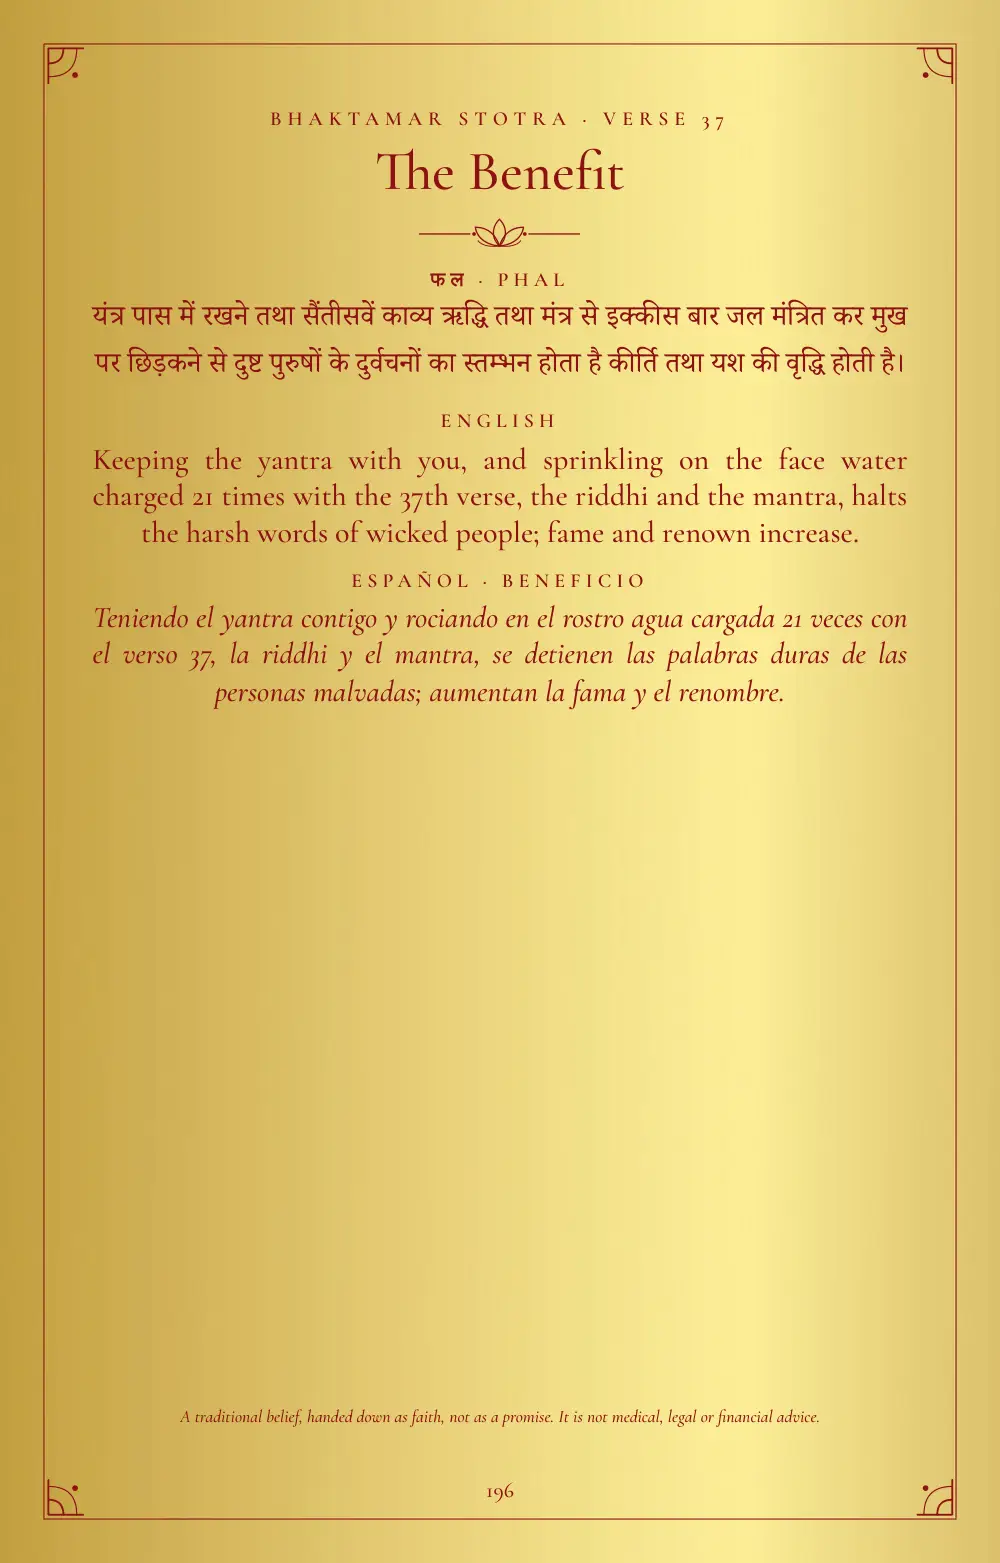 BHAKTAMAR STOTRA · VERSE 37
The Benefit
फल · PHAL
यंत्र पास में रखने तथा सैंतीसवें काव्य ऋद्धि तथा मंत्र से इक्कीस बार जल मंत्रित कर मुख
पर छिड़कने से दुष्ट पुरुषों के दुर्वचनों का स्तम्भन होता है कीर्ति तथा यश की वृद्धि होती है।
ENGLISH
Keeping the yantra with you, and sprinkling on the face water
charged 21 times with the 37th verse, the riddhi and the mantra, halts
the harsh words of wicked people; fame and renown increase.
ESPAÑOL · BENEFICIO
Teniendo el yantra contigo y rociando en el rostro agua cargada 21 veces con
el verso 37, la riddhi y el mantra, se detienen las palabras duras de las
personas malvadas; aumentan la fama y el renombre.
A traditional belief, handed down as faith, not as a promise. It is not medical, legal or financial advice.
196